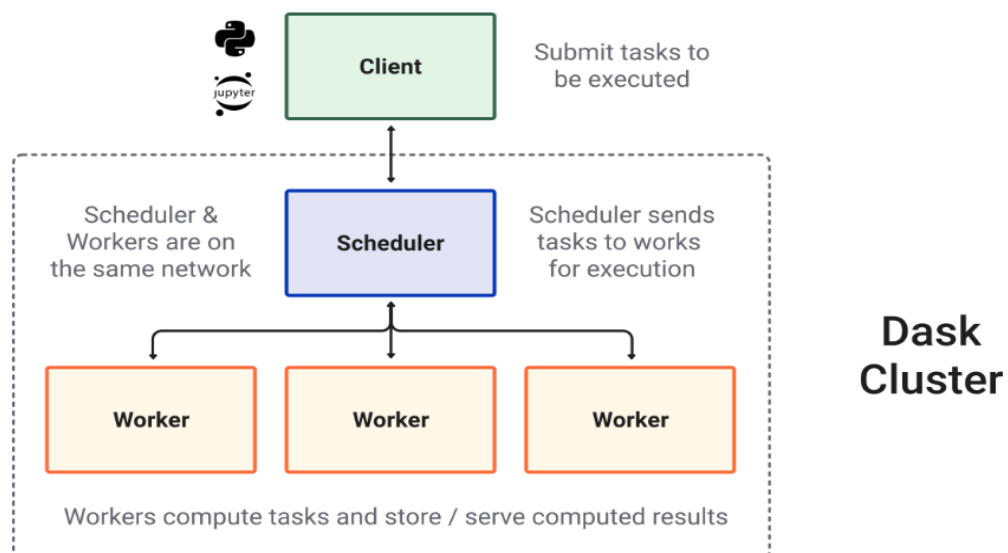 Client
Submit tasks to
be executed
jupyter
Scheduler &
Workers are on
the same network
Scheduler
Scheduler sends
tasks to works
for execution
Dask
Cluster
Worker
Worker
Worker
Workers compute tasks and store / serve computed results